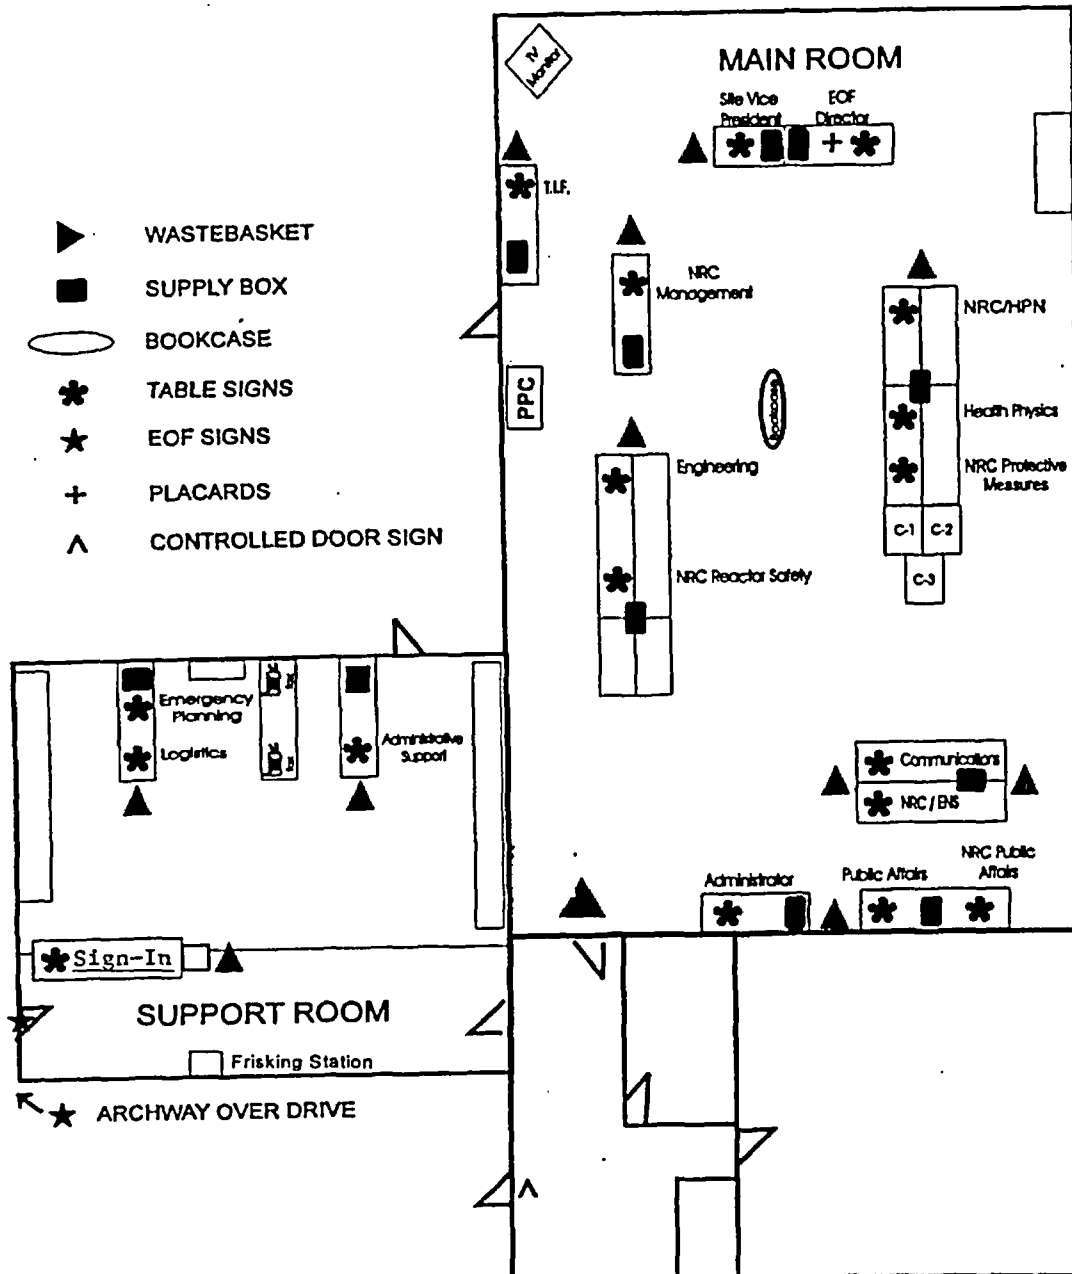 TV
Monitor
MAIN ROOM
Site Vice
President
EOF
Director
T.I.F.
WASTEBASKET
SUPPLY BOX
BOOKCASE
TABLE SIGNS
EOF SIGNS
PLACARDS
CONTROLLED DOOR SIGN
NRC
Management
NRC/HPN
PPC
Bookcase
Health Physics
NRC Protective
Measures
Engineering
C-1
C-2
NRC Reactor Safety
C-3
Emergency
Planning
Logistics
fax
fax
Administrative
Support
Communications
NRC / ENS
Administrator
Public Affairs
NRC Public
Affairs
Sign-In
SUPPORT ROOM
Frisking Station
ARCHWAY OVER DRIVE